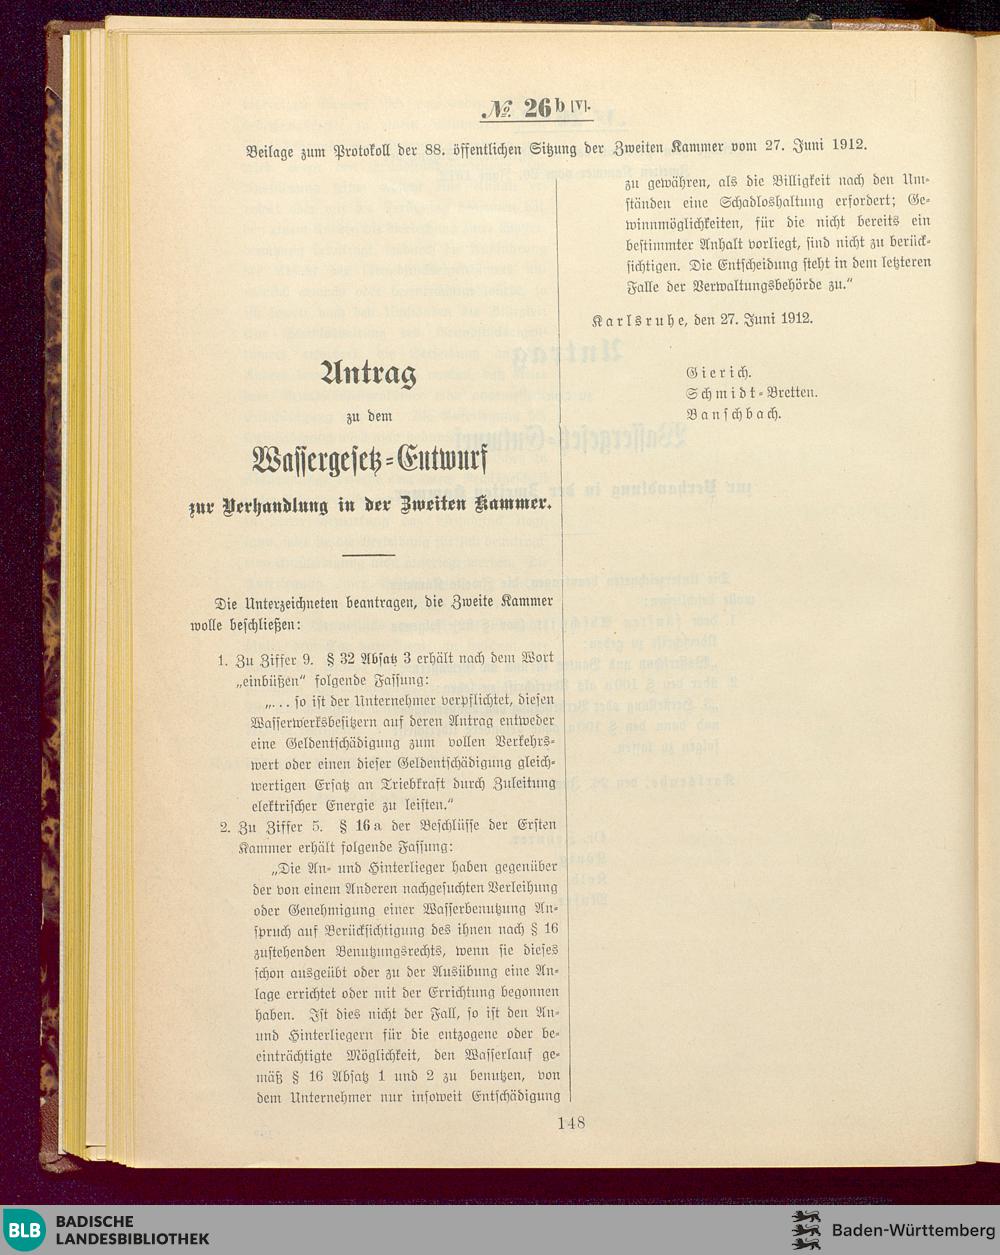 №. 26 b [V].
Beilage zum Protokoll der 88. öffentlichen Sitzung der Zweiten Kammer vom 27. Juni 1912.
Antrag
zu dem
Wassergesetz-Entwurf
zur Verhandlung in der Zweiten Kammer.
Die Unterzeichneten beantragen, die Zweite Kammer
wolle beschließen:
1. Zu Ziffer 9. § 32 Absatz 3 erhält nach dem Wort
„einbüßen“ folgende Fassung:
„... so ist der Unternehmer verpflichtet, diesen
Wasserwerksbesitzern auf deren Antrag entweder
eine Geldentschädigung zum vollen Verkehrs-
wert oder einen dieser Geldentschädigung gleich-
wertigen Ersatz an Triebkraft durch Zuleitung
elektrischer Energie zu leisten.“
2. Zu Ziffer 5. § 16 a der Beschlüsse der Ersten
Kammer erhält folgende Fassung:
„Die An- und Hinterlieger haben gegenüber
der von einem Anderen nachgesuchten Verleihung
oder Genehmigung einer Wasserbenutzung An-
spruch auf Berücksichtigung des ihnen nach § 16
zustehenden Benutzungsrechts, wenn sie dieses
schon ausgeübt oder zu der Ausübung eine An-
lage errichtet oder mit der Errichtung begonnen
haben. Ist dies nicht der Fall, so ist den An-
und Hinterliegern für die entzogene oder be-
einträchtigte Möglichkeit, den Wasserlauf ge-
mäß § 16 Absatz 1 und 2 zu benutzen, von
dem Unternehmer nur insoweit Entschädigung
zu gewähren, als die Billigkeit nach den Um-
ständen eine Schadloshaltung erfordert; Ge-
winnmöglichkeiten, für die nicht bereits ein
bestimmter Anhalt vorliegt, sind nicht zu berück-
sichtigen. Die Entscheidung steht in dem letzteren
Falle der Verwaltungsbehörde zu.“
Karlsruhe, den 27. Juni 1912.
Gierich.
Schmidt-Bretten.
Banschbach.
148
BLB
BADISCHE
LANDESBIBLIOTHEK
Baden-Württemberg